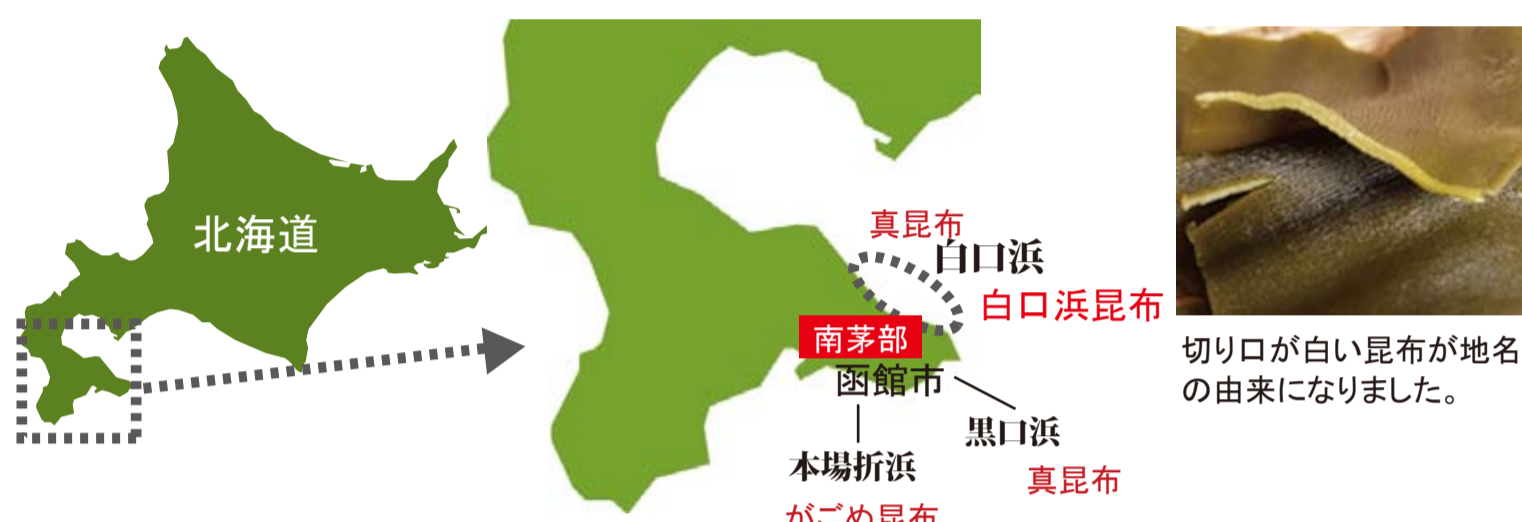 北海道
真昆布
白口浜
白口浜昆布
南茅部
函館市
黒口浜
真昆布
本場折浜
がごめ昆布
切り口が白い昆布が地名
の由来になりました。